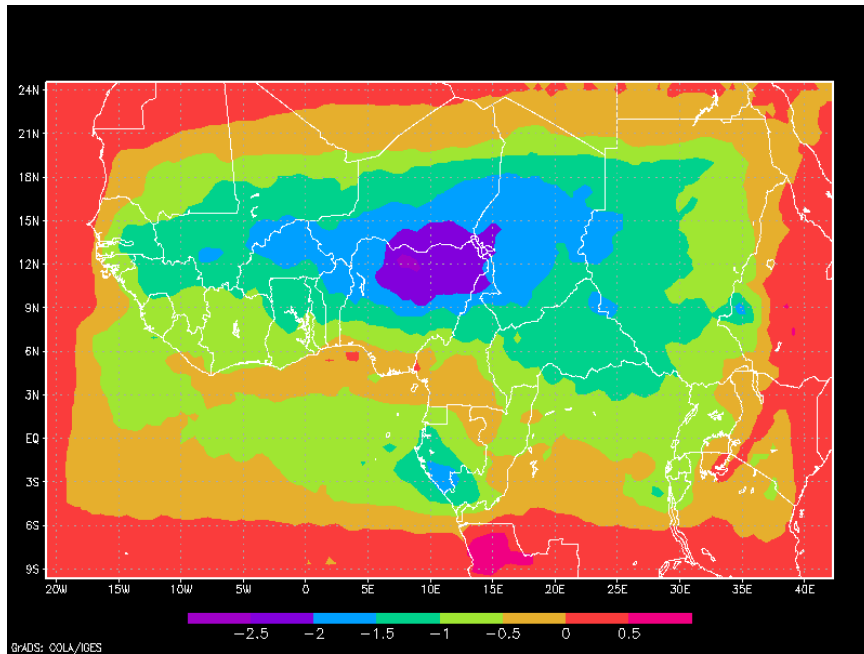 24N
21N
18N
15N
12N
9N
6N
3N
EQ
3S
6S
9S
20W 15W 10W 5W 0 5E 10E 15E 20E 25E 30E 35E 40E
−2.5 −2 −1.5 −1 −0.5 0 0.5
GrADS: COLA/IGES